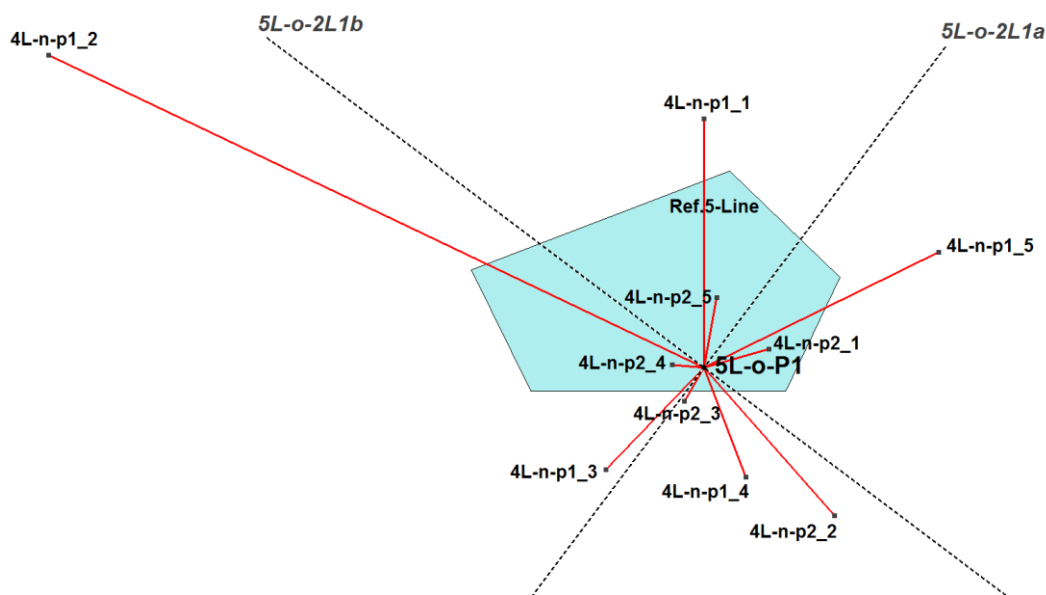 5L-o-2L1b
5L-o-2L1a
4L-n-p1_2
4L-n-p1_1
Ref.5-Line
4L-n-p1_5
4L-n-p2_5
4L-n-p2_1
4L-n-p2_4
5L-o-P1
4L-n-p2_3
4L-n-p1_3
4L-n-p1_4
4L-n-p2_2